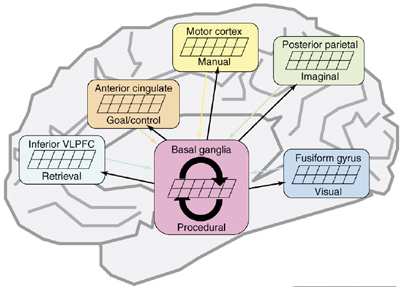 Motor cortex
Manual
Posterior parietal
Imaginal
Anterior cingulate
Goal/control
Inferior VLPFC
Retrieval
Basal ganglia
Procedural
Fusiform gyrus
Visual